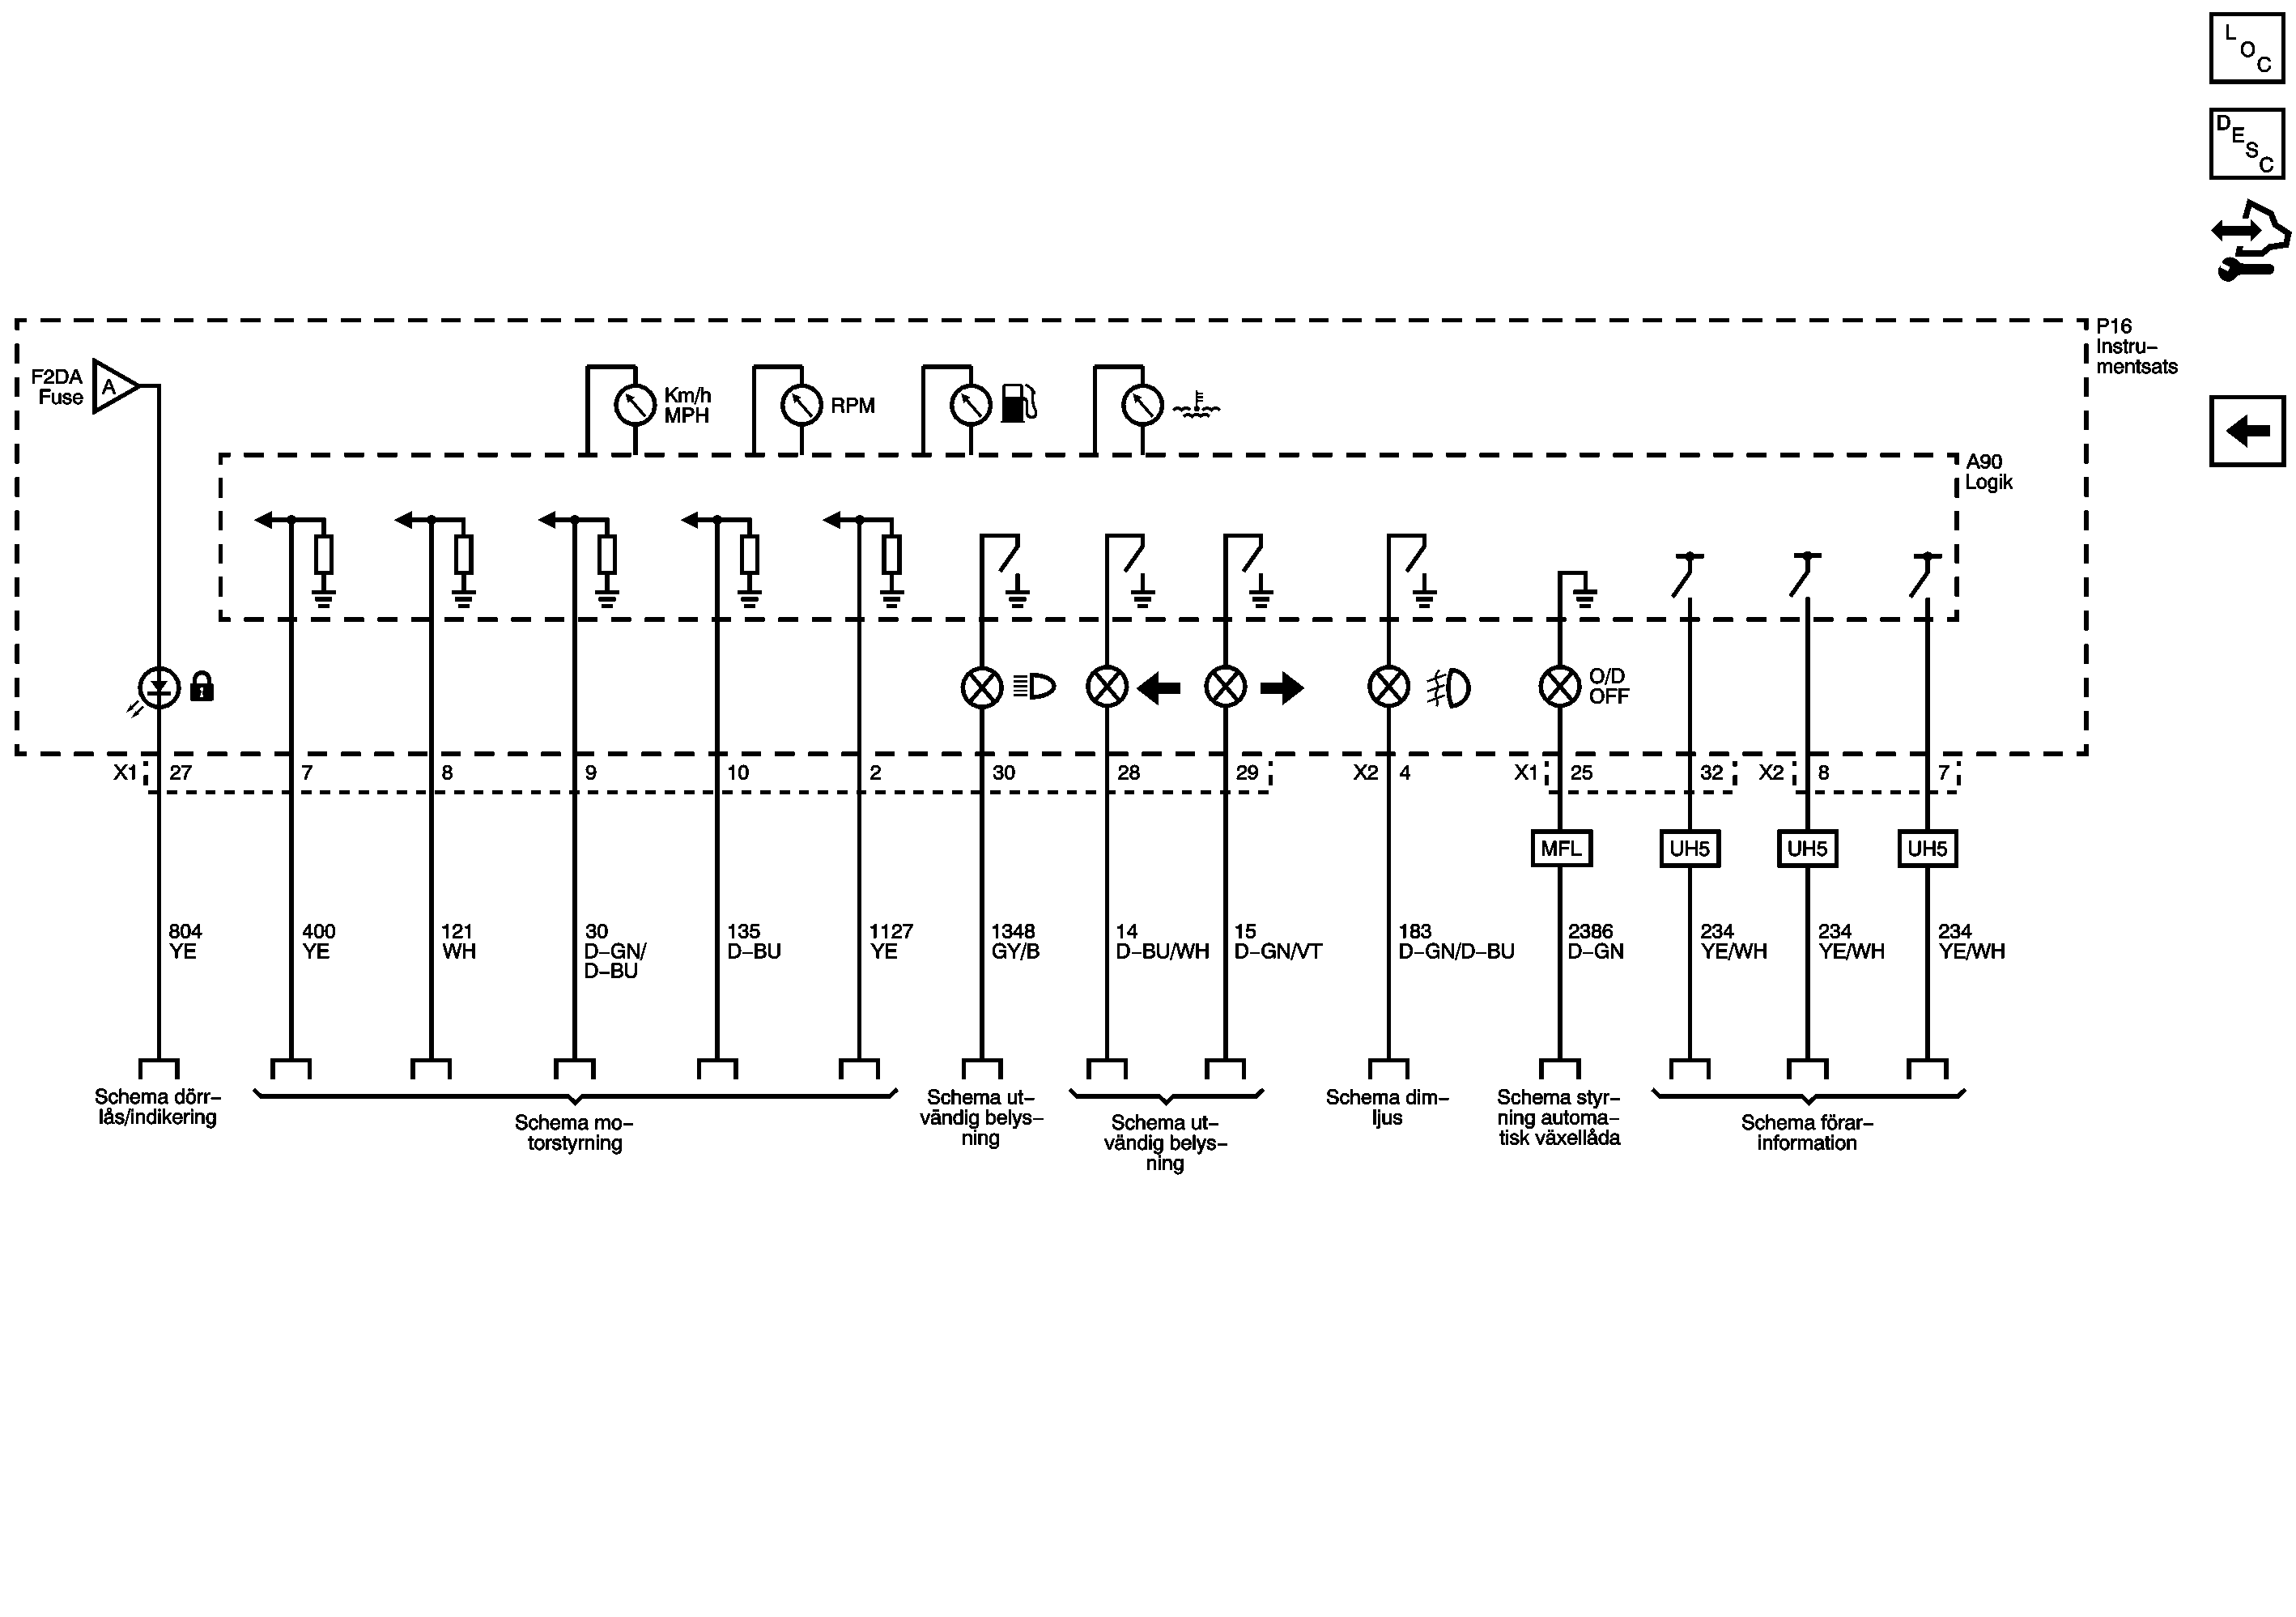 L
O
C
D
E
S
C
P16
Instru–
mentsats
F2DA
Fuse
A
Km/h
MPH
RPM
A90
Logik
O/D
OFF
X1 27 7 8 9 10 2 30 28 29 X2 4 X1 25 32 X2 8 7
MFL UH5 UH5 UH5
804 400 121 30 135 1127 1348 14 15 183 2386 234 234 234
YE YE WH D–GN/ D–BU YE GY/B D–BU/WH D–GN/VT D–GN/D–BU D–GN YE/WH YE/WH YE/WH
D–BU
Schema dörr–
lås/indikering
Schema mo–
torstyrning
Schema ut–
vändig belys–
ning
Schema ut–
vändig belys–
ning
Schema dim–
ljus
Schema styr–
ning automa–
tisk växellåda
Schema förar–
information